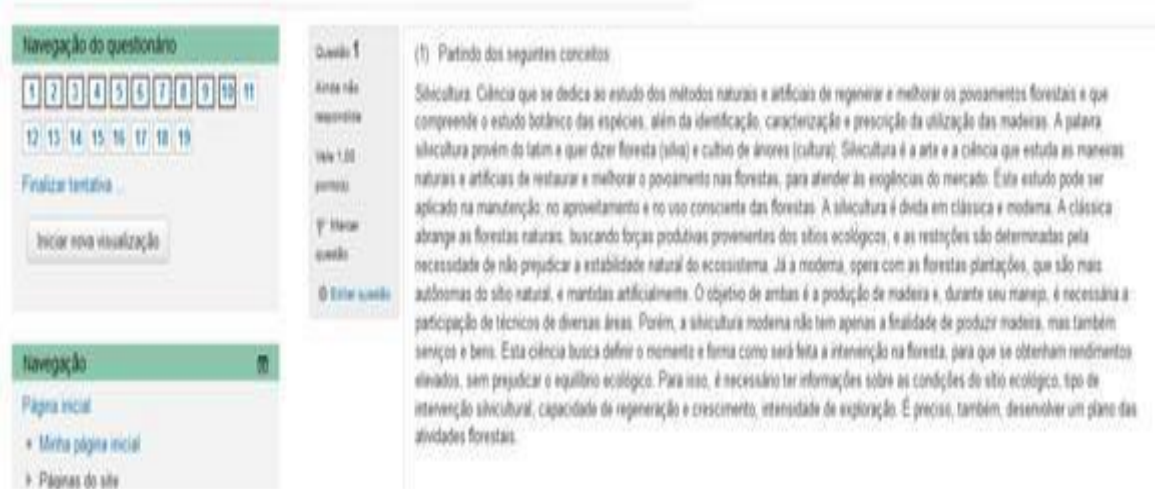 Navegação do questionário
1 2 3 4 5 6 7 8 9 10 11
12 13 14 15 16 17 18 19
Finalizar tentativa ...
Iniciar nova visualização
Navegação
Página inicial
Minha página inicial
Páginas do site
Questão 1
Ainda não
respondida
Vale 1,00
ponto(s).
Marcar
questão
Editar questão
(1) Partindo dos seguintes conceitos
Silvicultura: Ciência que se dedica ao estudo dos métodos naturais e artificiais de regenerar e melhorar os povoamentos florestais e que
compreende o estudo botânico das espécies, além da identificação, caracterização e prescrição da utilização das madeiras. A palavra
silvicultura provém do latim e quer dizer floresta (silva) e cultivo de árvores (cultura). Silvicultura é a arte e a ciência que estuda as maneiras
naturais e artificiais de restaurar e melhorar o povoamento nas florestas, para atender às exigências do mercado. Este estudo pode ser
aplicado na manutenção, no aproveitamento e no uso consciente das florestas. A silvicultura é divida em clássica e moderna. A clássica
abrange as florestas naturais, buscando forças produtivas provenientes dos sítios ecológicos, e as restrições são determinadas pela
necessidade de não prejudicar a estabilidade natural do ecossistema. Já a moderna, opera com as florestas plantações, que são mais
autônomas do sítio natural, e mantidas artificialmente. O objetivo de ambas é a produção de madeira e, durante seu manejo, é necessária a
participação de técnicos de diversas áreas. Porém, a silvicultura moderna não tem apenas a finalidade de produzir madeira, mas também
serviços e bens. Esta ciência busca definir o momento e forma como será feita a intervenção na floresta, para que se obtenham rendimentos
elevados, sem prejudicar o equilíbrio ecológico. Para isso, é necessário ter informações sobre as condições do sítio ecológico, tipo de
intervenção silvicultural, capacidade de regeneração e crescimento, intensidade de exploração. É preciso, também, desenvolver um plano das
atividades florestais.